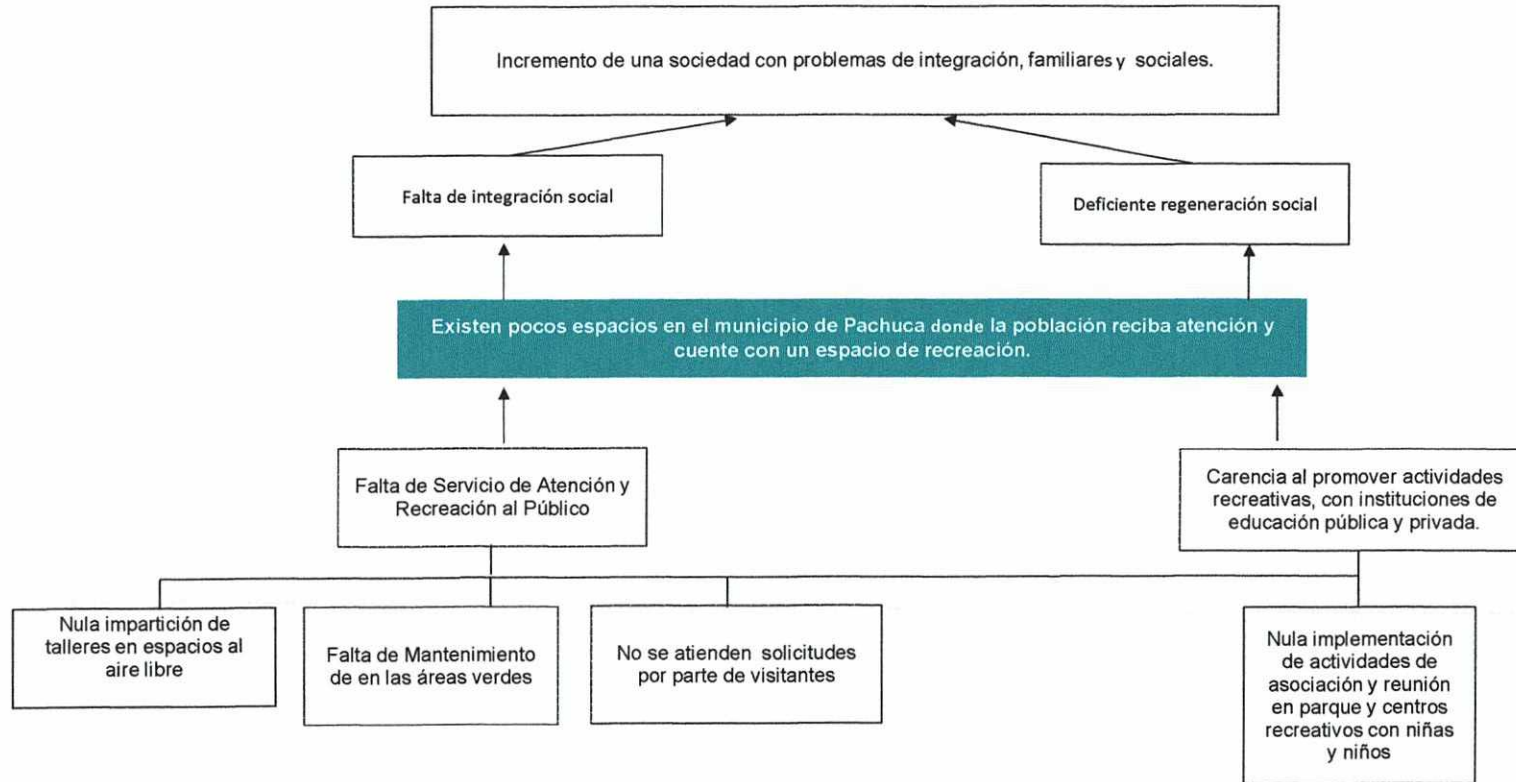 Incremento de una sociedad con problemas de integración, familiares y sociales.
Falta de integración social
Deficiente regeneración social
Existen pocos espacios en el municipio de Pachuca donde la población reciba atención y
cuente con un espacio de recreación.
Falta de Servicio de Atención y
Recreación al Público
Carencia al promover actividades
recreativas, con instituciones de
educación pública y privada.
Nula impartición de
talleres en espacios al
aire libre
Falta de Mantenimiento
de en las áreas verdes
No se atienden solicitudes
por parte de visitantes
Nula implementación
de actividades de
asociación y reunión
en parque y centros
recreativos con niñas
y niños